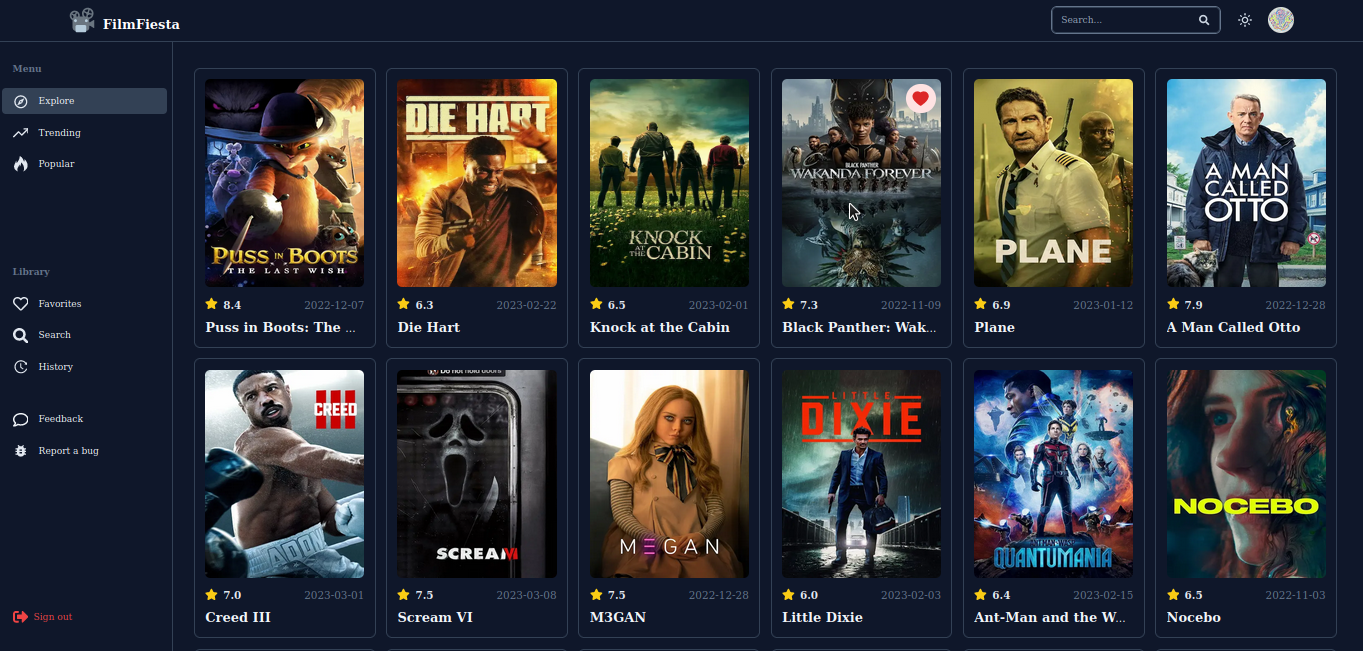 FilmFiesta
Search...
Menu
Explore
Trending
Popular
Library
Favorites
Search
History
Feedback
Report a bug
Sign out
PUSS IN BOOTS
THE LAST WISH
8.4 2022-12-07
Puss in Boots: The ...
DIE HART
6.3 2023-02-22
Die Hart
KNOCK
AT THE CABIN
6.5 2023-02-01
Knock at the Cabin
BLACK PANTHER
WAKANDA FOREVER
7.3 2022-11-09
Black Panther: Wak...
PLANE
6.9 2023-01-12
Plane
A MAN
CALLED
OTTO
7.9 2022-12-28
A Man Called Otto
CREED
III
7.0 2023-03-01
Creed III
Do not hold doors
SCREAM
7.5 2023-03-08
Scream VI
M3GAN
7.5 2022-12-28
M3GAN
LITTLE
DIXIE
6.0 2023-02-03
Little Dixie
QUANTUMANIA
6.4 2023-02-15
Ant-Man and the W...
NOCEBO
6.5 2022-11-03
Nocebo